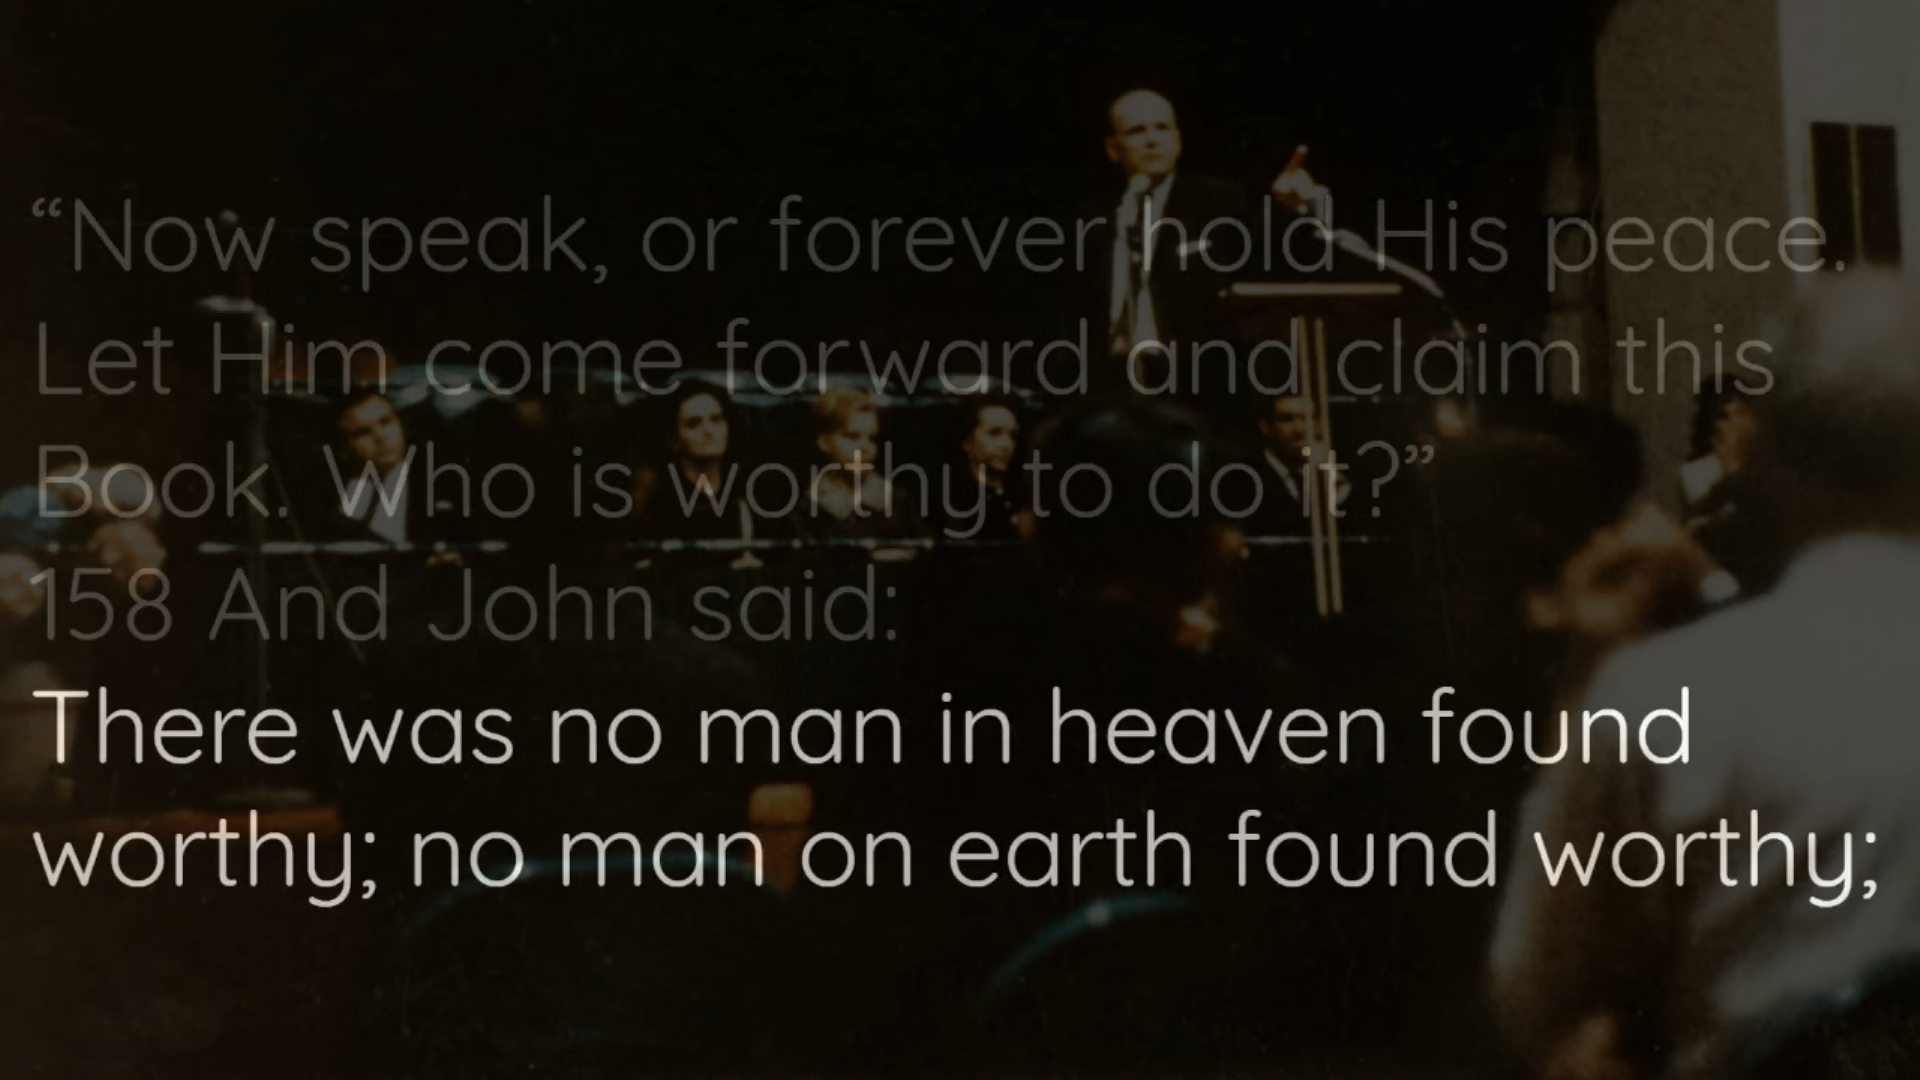 “Now speak, or forever hold His peace.
Let Him come forward and claim this
Book. Who is worthy to do it?”
158 And John said:
There was no man in heaven found
worthy; no man on earth found worthy;